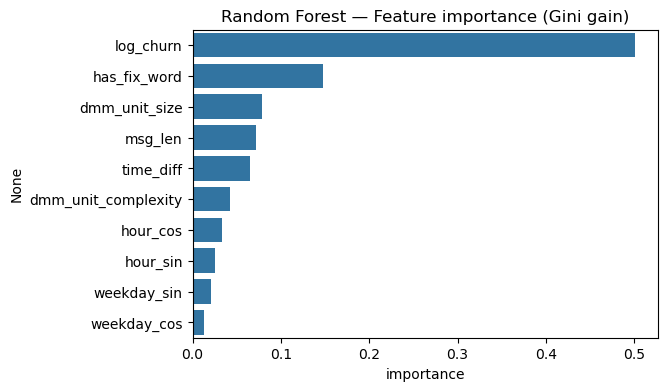 Random Forest — Feature importance (Gini gain)
log_churn
has_fix_word
dmm_unit_size
msg_len
time_diff
dmm_unit_complexity
hour_cos
hour_sin
weekday_sin
weekday_cos
None
0.0 0.1 0.2 0.3 0.4 0.5
importance